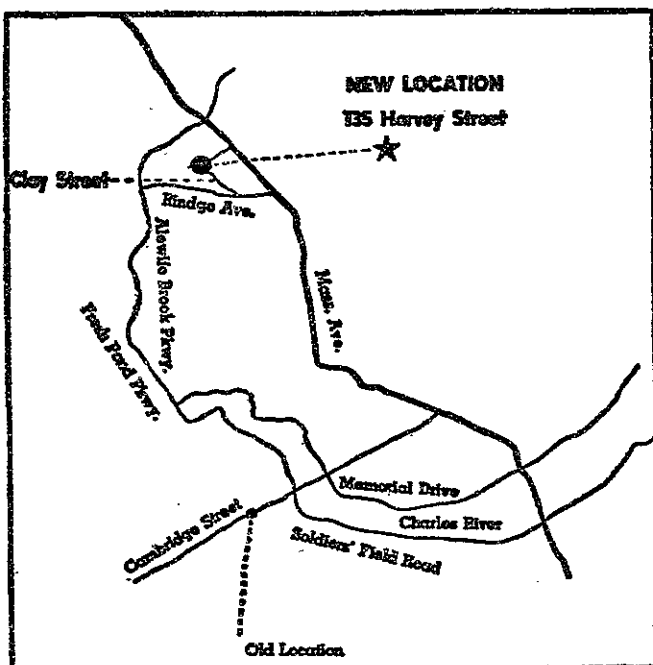 NEW LOCATION
135 Harvey Street
Clay Street
Rindge Ave.
Alewife Brook Pkwy.
Mass. Ave.
Fresh Pond Pkwy.
Memorial Drive
Charles River
Cambridge Street
Soldiers' Field Road
Old Location